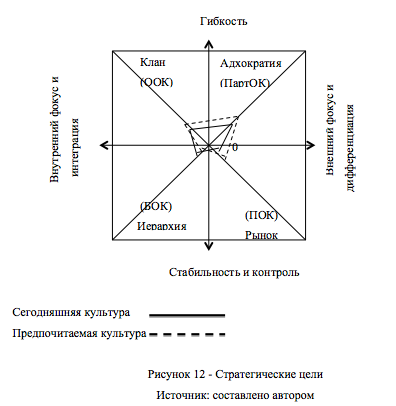 Гибкость
Клан
(ООК)
Адхократия
(ПартОК)
Внутренний фокус и
интеграция
Внешний фокус и
дифференциация
0
(БОК)
Иерархия
(ПОК)
Рынок
Стабильность и контроль
Сегодняшняя культура
Предпочитаемая культура
Рисунок 12 - Стратегические цели
Источник: составлено автором